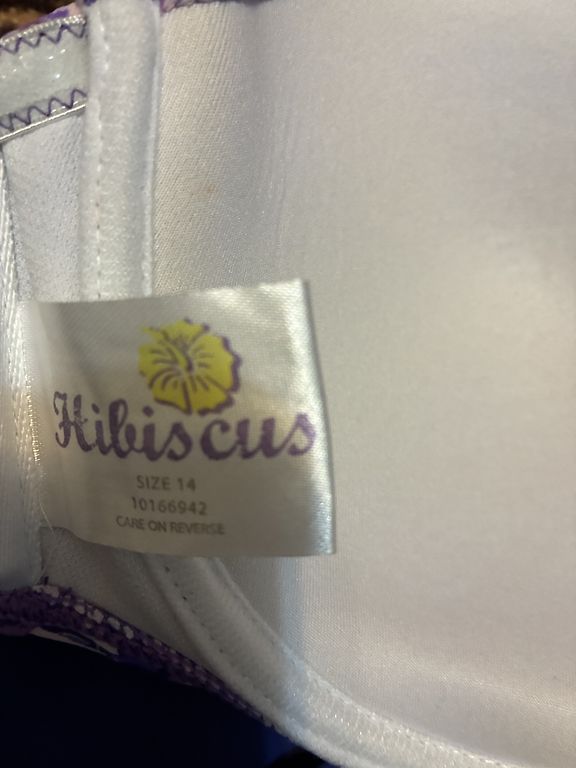 Hibiscus
SIZE 14
10166942
CARE ON REVERSE